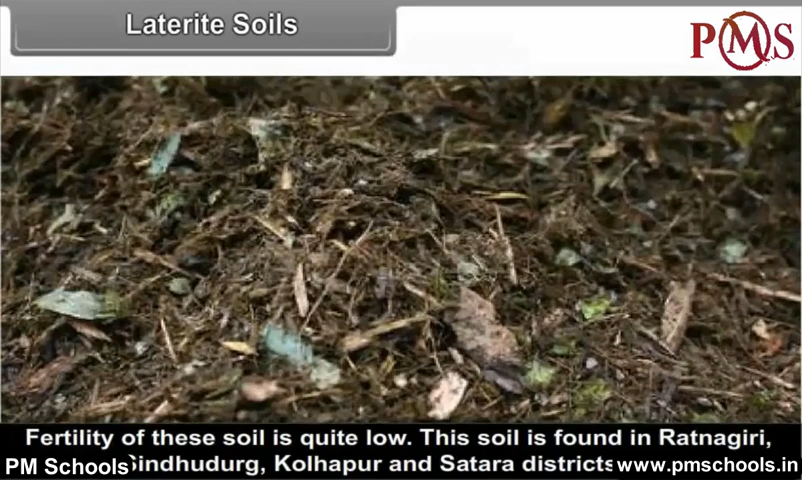 Laterite Soils
PMS
Fertility of these soil is quite low. This soil is found in Ratnagiri,
PM Schools Sindhudurg, Kolhapur and Satara districts www.pmschools.in